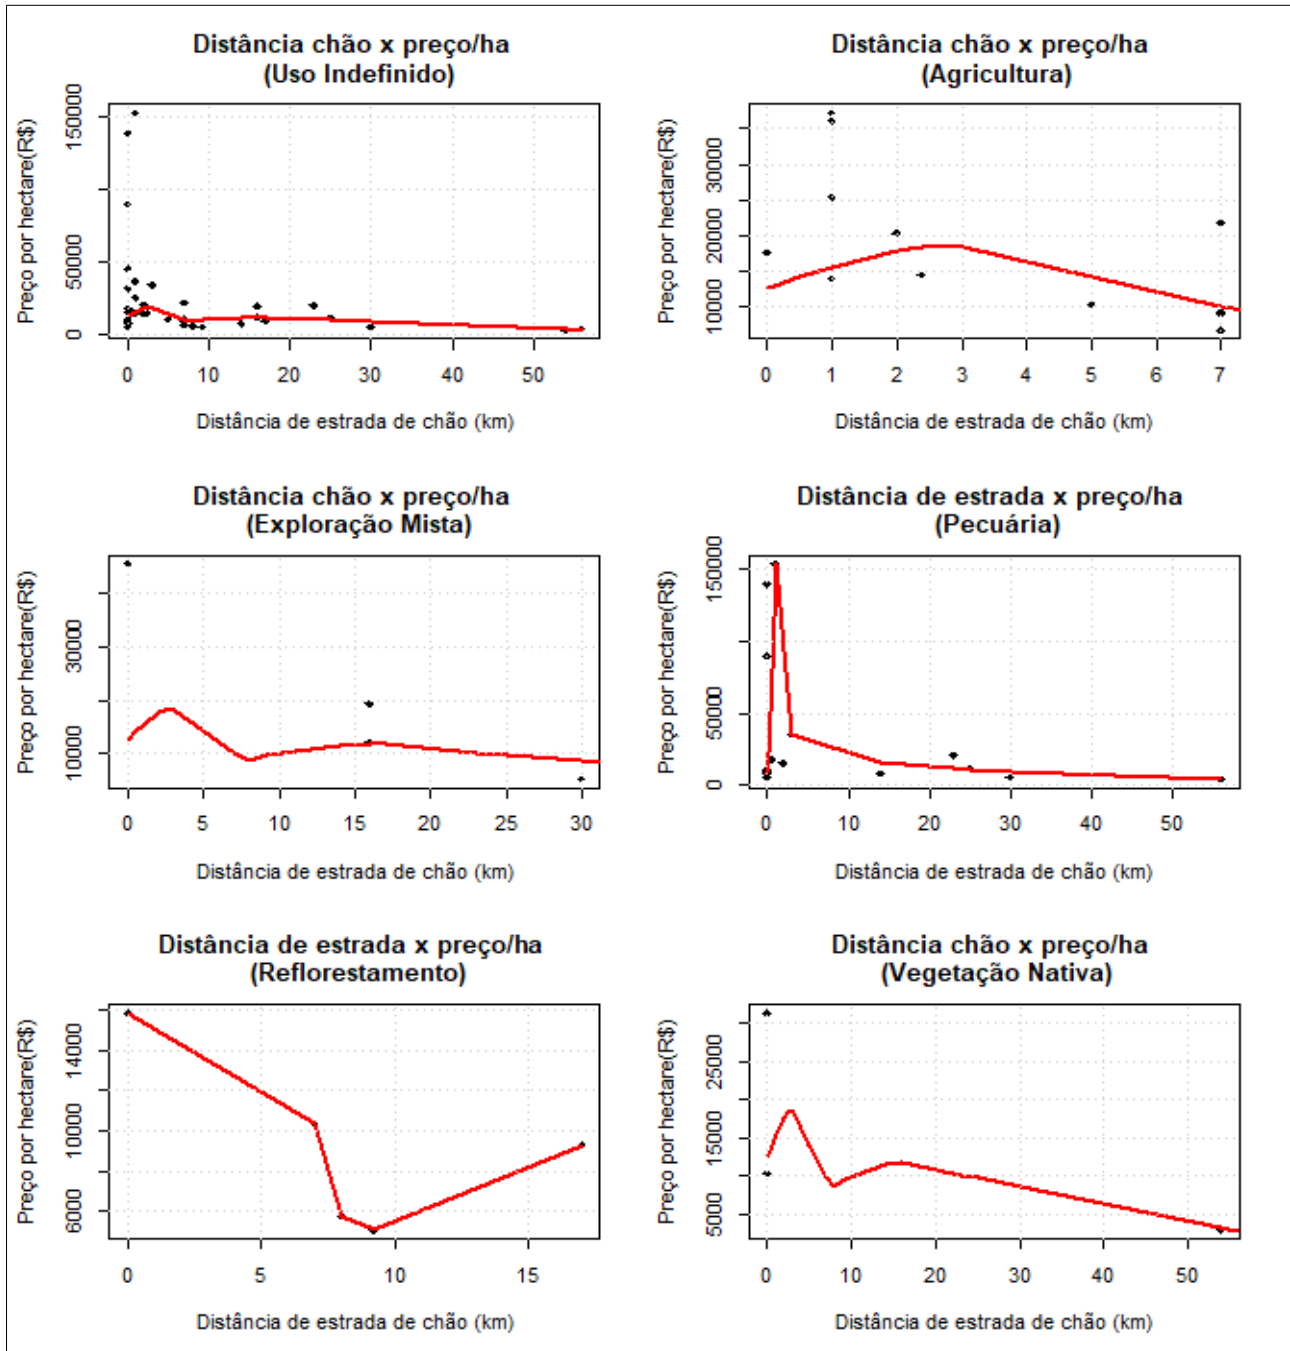 Distância chão x preço/ha
(Uso Indefinido)
Preço por hectare(R$)
0
50000
150000
0 10 20 30 40 50
Distância de estrada de chão (km)
Distância chão x preço/ha
(Agricultura)
Preço por hectare(R$)
10000
20000
30000
0 1 2 3 4 5 6 7
Distância de estrada de chão (km)
Distância chão x preço/ha
(Exploração Mista)
Preço por hectare(R$)
10000
30000
0 5 10 15 20 25 30
Distância de estrada de chão (km)
Distância de estrada x preço/ha
(Pecuária)
Preço por hectare(R$)
0
50000
150000
0 10 20 30 40 50
Distância de estrada de chão (km)
Distância de estrada x preço/ha
(Reflorestamento)
Preço por hectare(R$)
6000
10000
14000
0 5 10 15
Distância de estrada de chão (km)
Distância chão x preço/ha
(Vegetação Nativa)
Preço por hectare(R$)
5000
15000
25000
0 10 20 30 40 50
Distância de estrada de chão (km)